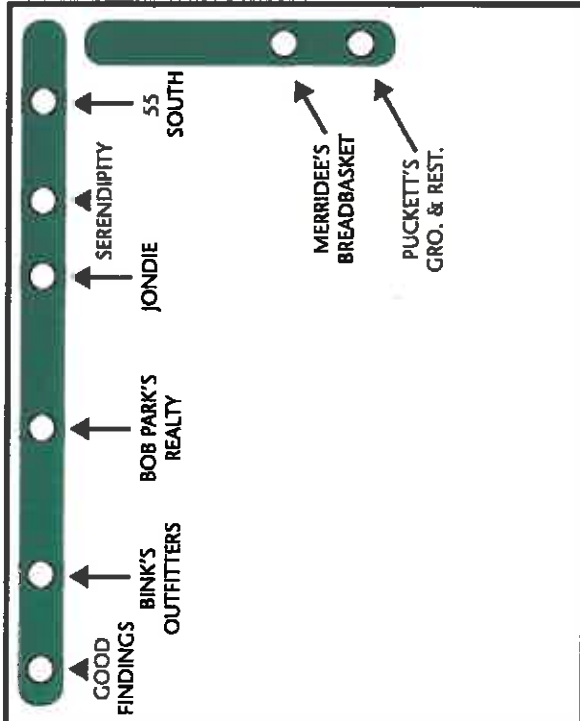 GOOD
FINDINGS
BINK'S
OUTFITTERS
BOB PARK'S
REALTY
JONDIE
SERENDIPITY
55
SOUTH
MERRIDEE'S
BREADBASKET
PUCKETT'S
GRO. & REST.